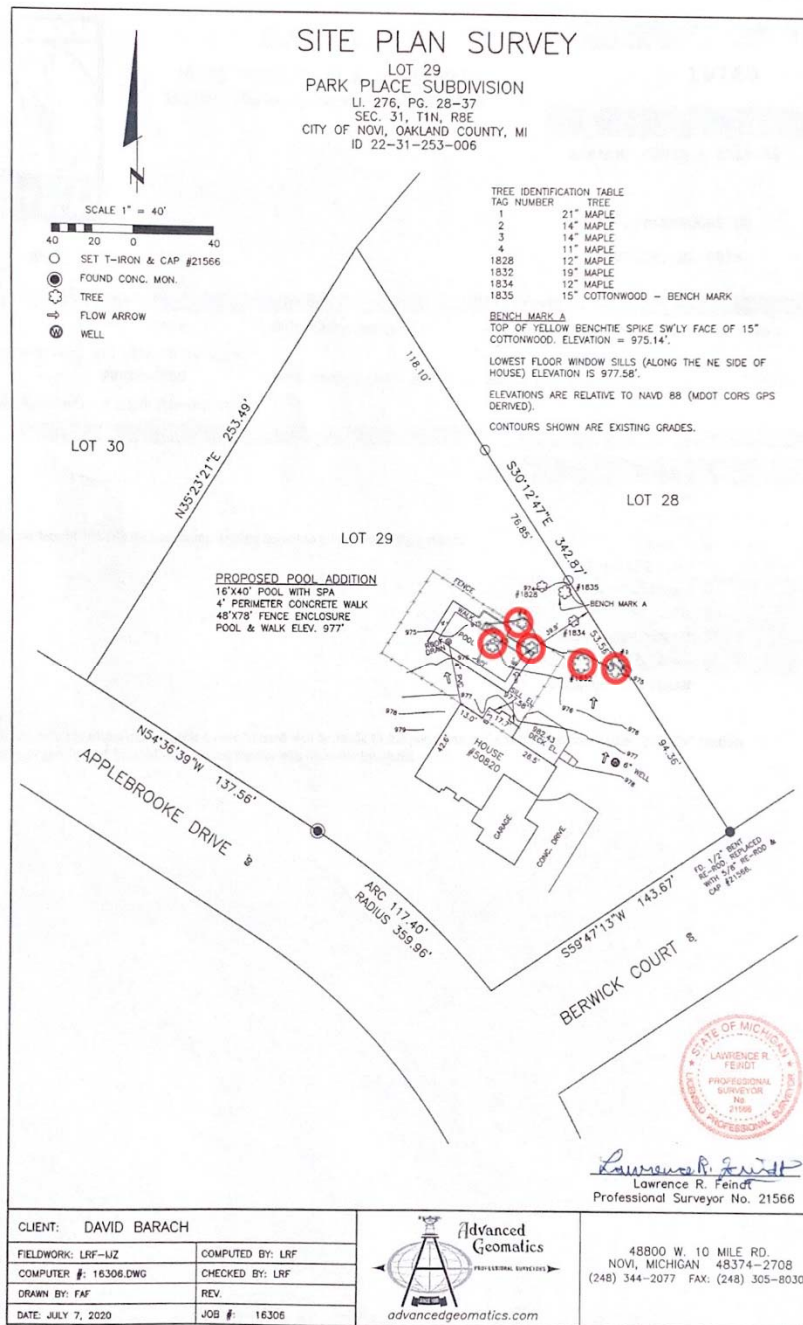 SITE PLAN SURVEY
LOT 29
PARK PLACE SUBDIVISION
LI. 276, PG. 28-37
SEC. 31, T1N, R8E
CITY OF NOVI, OAKLAND COUNTY, MI
ID 22-31-253-006
N
SCALE 1" = 40'
40 20 0 40
SET T-IRON & CAP #21566
FOUND CONC. MON.
TREE
FLOW ARROW
W WELL
TREE IDENTIFICATION TABLE
TAG NUMBER TREE
1 21" MAPLE
2 14" MAPLE
3 14" MAPLE
4 11" MAPLE
1828 12" MAPLE
1832 19" MAPLE
1834 12" MAPLE
1835 15" COTTONWOOD - BENCH MARK
BENCH MARK A
TOP OF YELLOW BENCHTIE SPIKE SW'LY FACE OF 15"
COTTONWOOD. ELEVATION = 975.14'.
LOWEST FLOOR WINDOW SILLS (ALONG THE NE SIDE OF
HOUSE) ELEVATION IS 977.58'.
ELEVATIONS ARE RELATIVE TO NAVD 88 (MDOT CORS GPS
DERIVED).
CONTOURS SHOWN ARE EXISTING GRADES.
118.10'
N35°23'21"E 253.49'
LOT 30
S30°12'47"E 342.87'
76.85'
LOT 28
LOT 29
PROPOSED POOL ADDITION
16'X40' POOL WITH SPA
4' PERIMETER CONCRETE WALK
48'X78' FENCE ENCLOSURE
POOL & WALK ELEV. 977'
FENCE
WALK
POOL
#1828
#1835
BENCH MARK A
#1834
53.56'
94.36'
975
975
976
976
977
977
978
978
978
979
13.0'
17.3'
982.43
DECK EL.
HOUSE
#50820
28.5'
6" WELL
GARAGE
CONC. DRIVE
N54°36'39"W 137.56'
APPLEBROOKE DRIVE
ARC 117.40'
RADIUS 359.96'
S59°47'13"W 143.67'
BERWICK COURT
FD. 1/2" BENT
RE-ROD. REPLACED
WITH 5/8" RE-ROD &
CAP #21566.
STATE OF MICHIGAN
LAWRENCE R.
FEINDT
PROFESSIONAL
SURVEYOR
No.
21566
LICENSED PROFESSIONAL SURVEYOR
Lawrence R. Feindt
Lawrence R. Feindt
Professional Surveyor No. 21566
CLIENT: DAVID BARACH
FIELDWORK: LRF-WZ COMPUTED BY: LRF
COMPUTER #: 16306.DWG CHECKED BY: LRF
DRAWN BY: FAF REV.
DATE: JULY 7, 2020 JOB #: 16306
Advanced
Geomatics
PROFESSIONAL SURVEYORS
advancedgeomatics.com
48800 W. 10 MILE RD.
NOVI, MICHIGAN 48374-2708
(248) 344-2077 FAX: (248) 305-8030